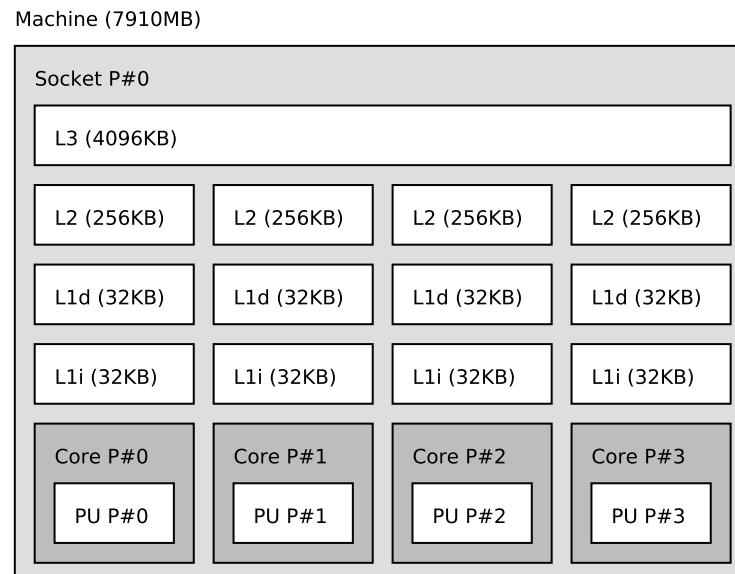 Machine (7910MB)
Socket P#0
L3 (4096KB)
L2 (256KB) L2 (256KB) L2 (256KB) L2 (256KB)
L1d (32KB) L1d (32KB) L1d (32KB) L1d (32KB)
L1i (32KB) L1i (32KB) L1i (32KB) L1i (32KB)
Core P#0 Core P#1 Core P#2 Core P#3
PU P#0 PU P#1 PU P#2 PU P#3